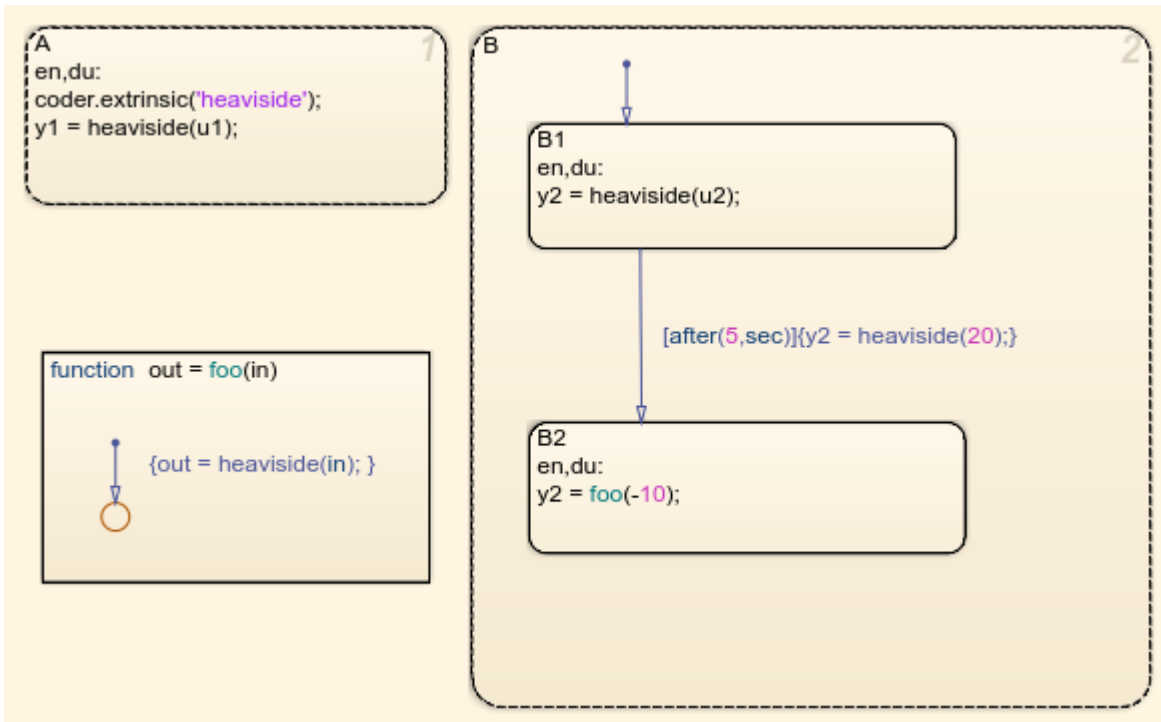 A
1
en,du:
coder.extrinsic('heaviside');
y1 = heaviside(u1);
function out = foo(in)
{out = heaviside(in); }
B
2
B1
en,du:
y2 = heaviside(u2);
[after(5,sec)]{y2 = heaviside(20);}
B2
en,du:
y2 = foo(-10);